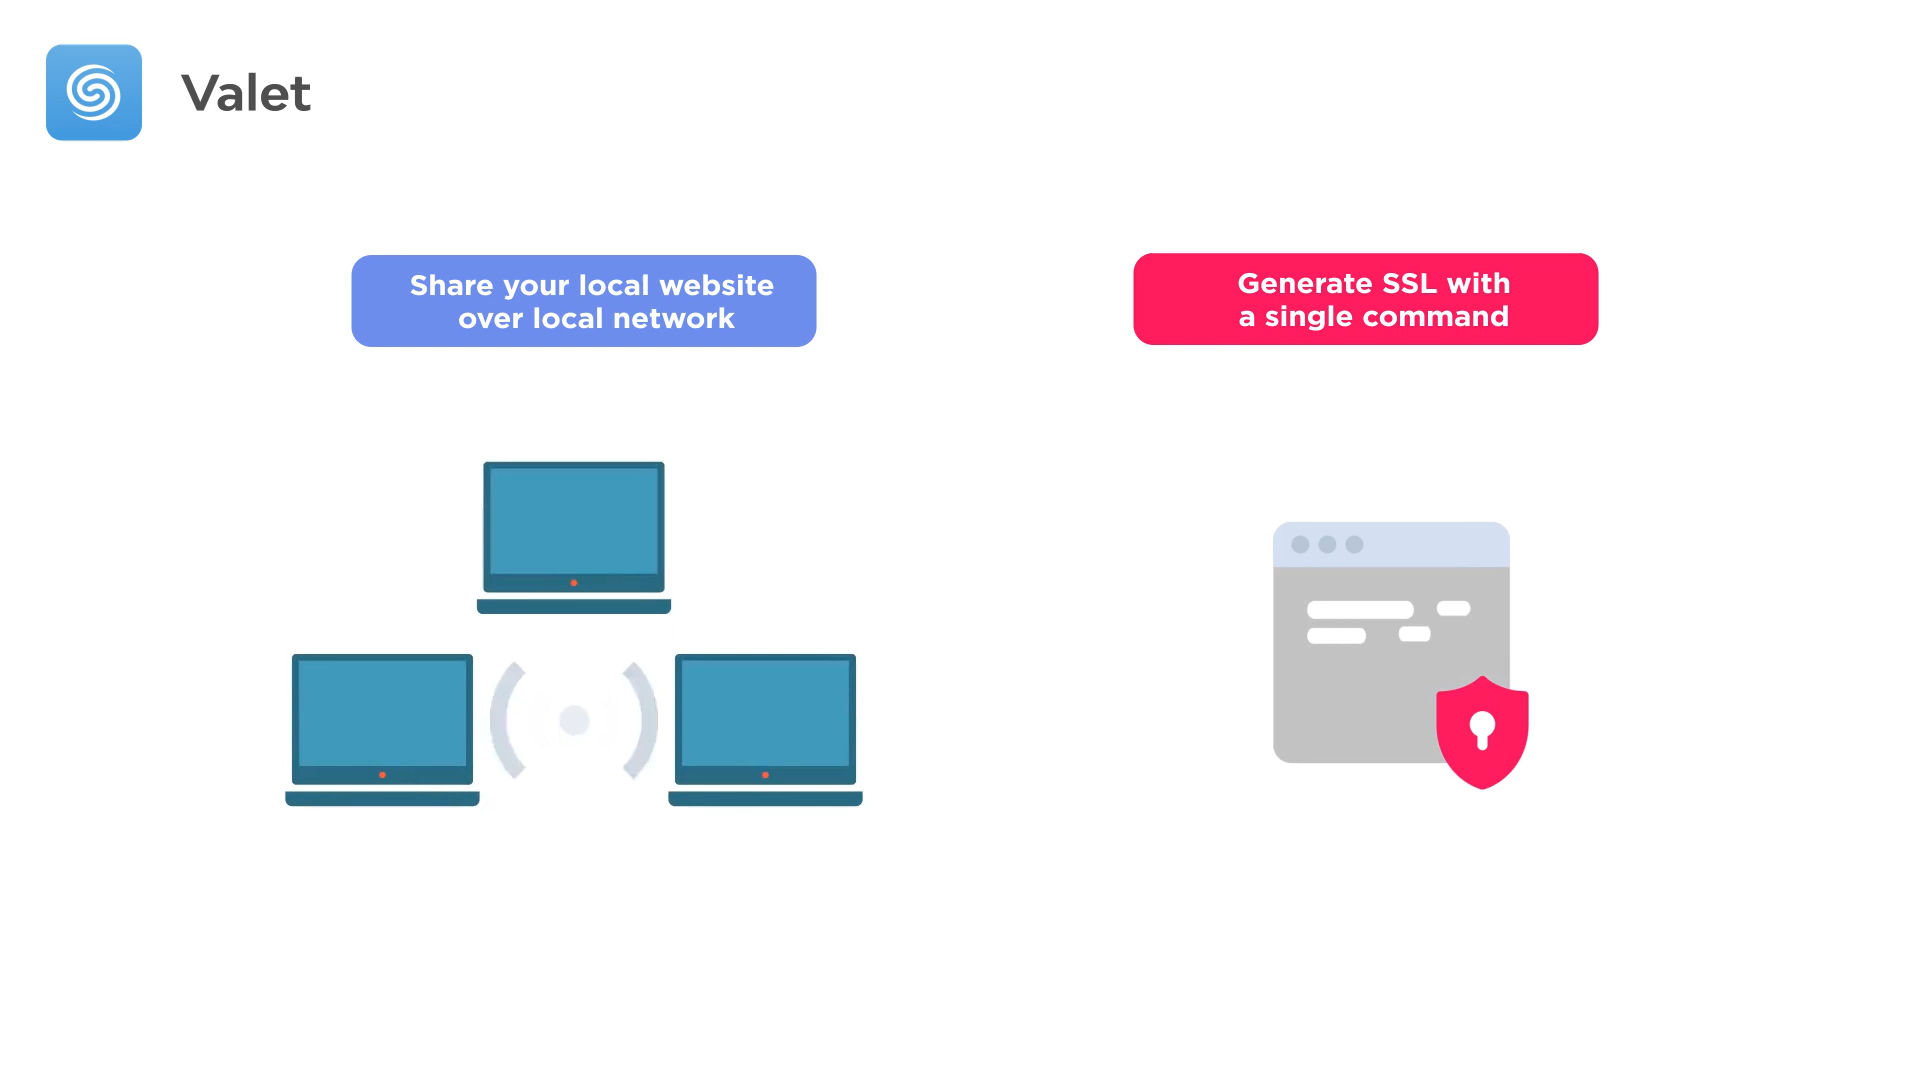 Valet
Share your local website
over local network
Generate SSL with
a single command